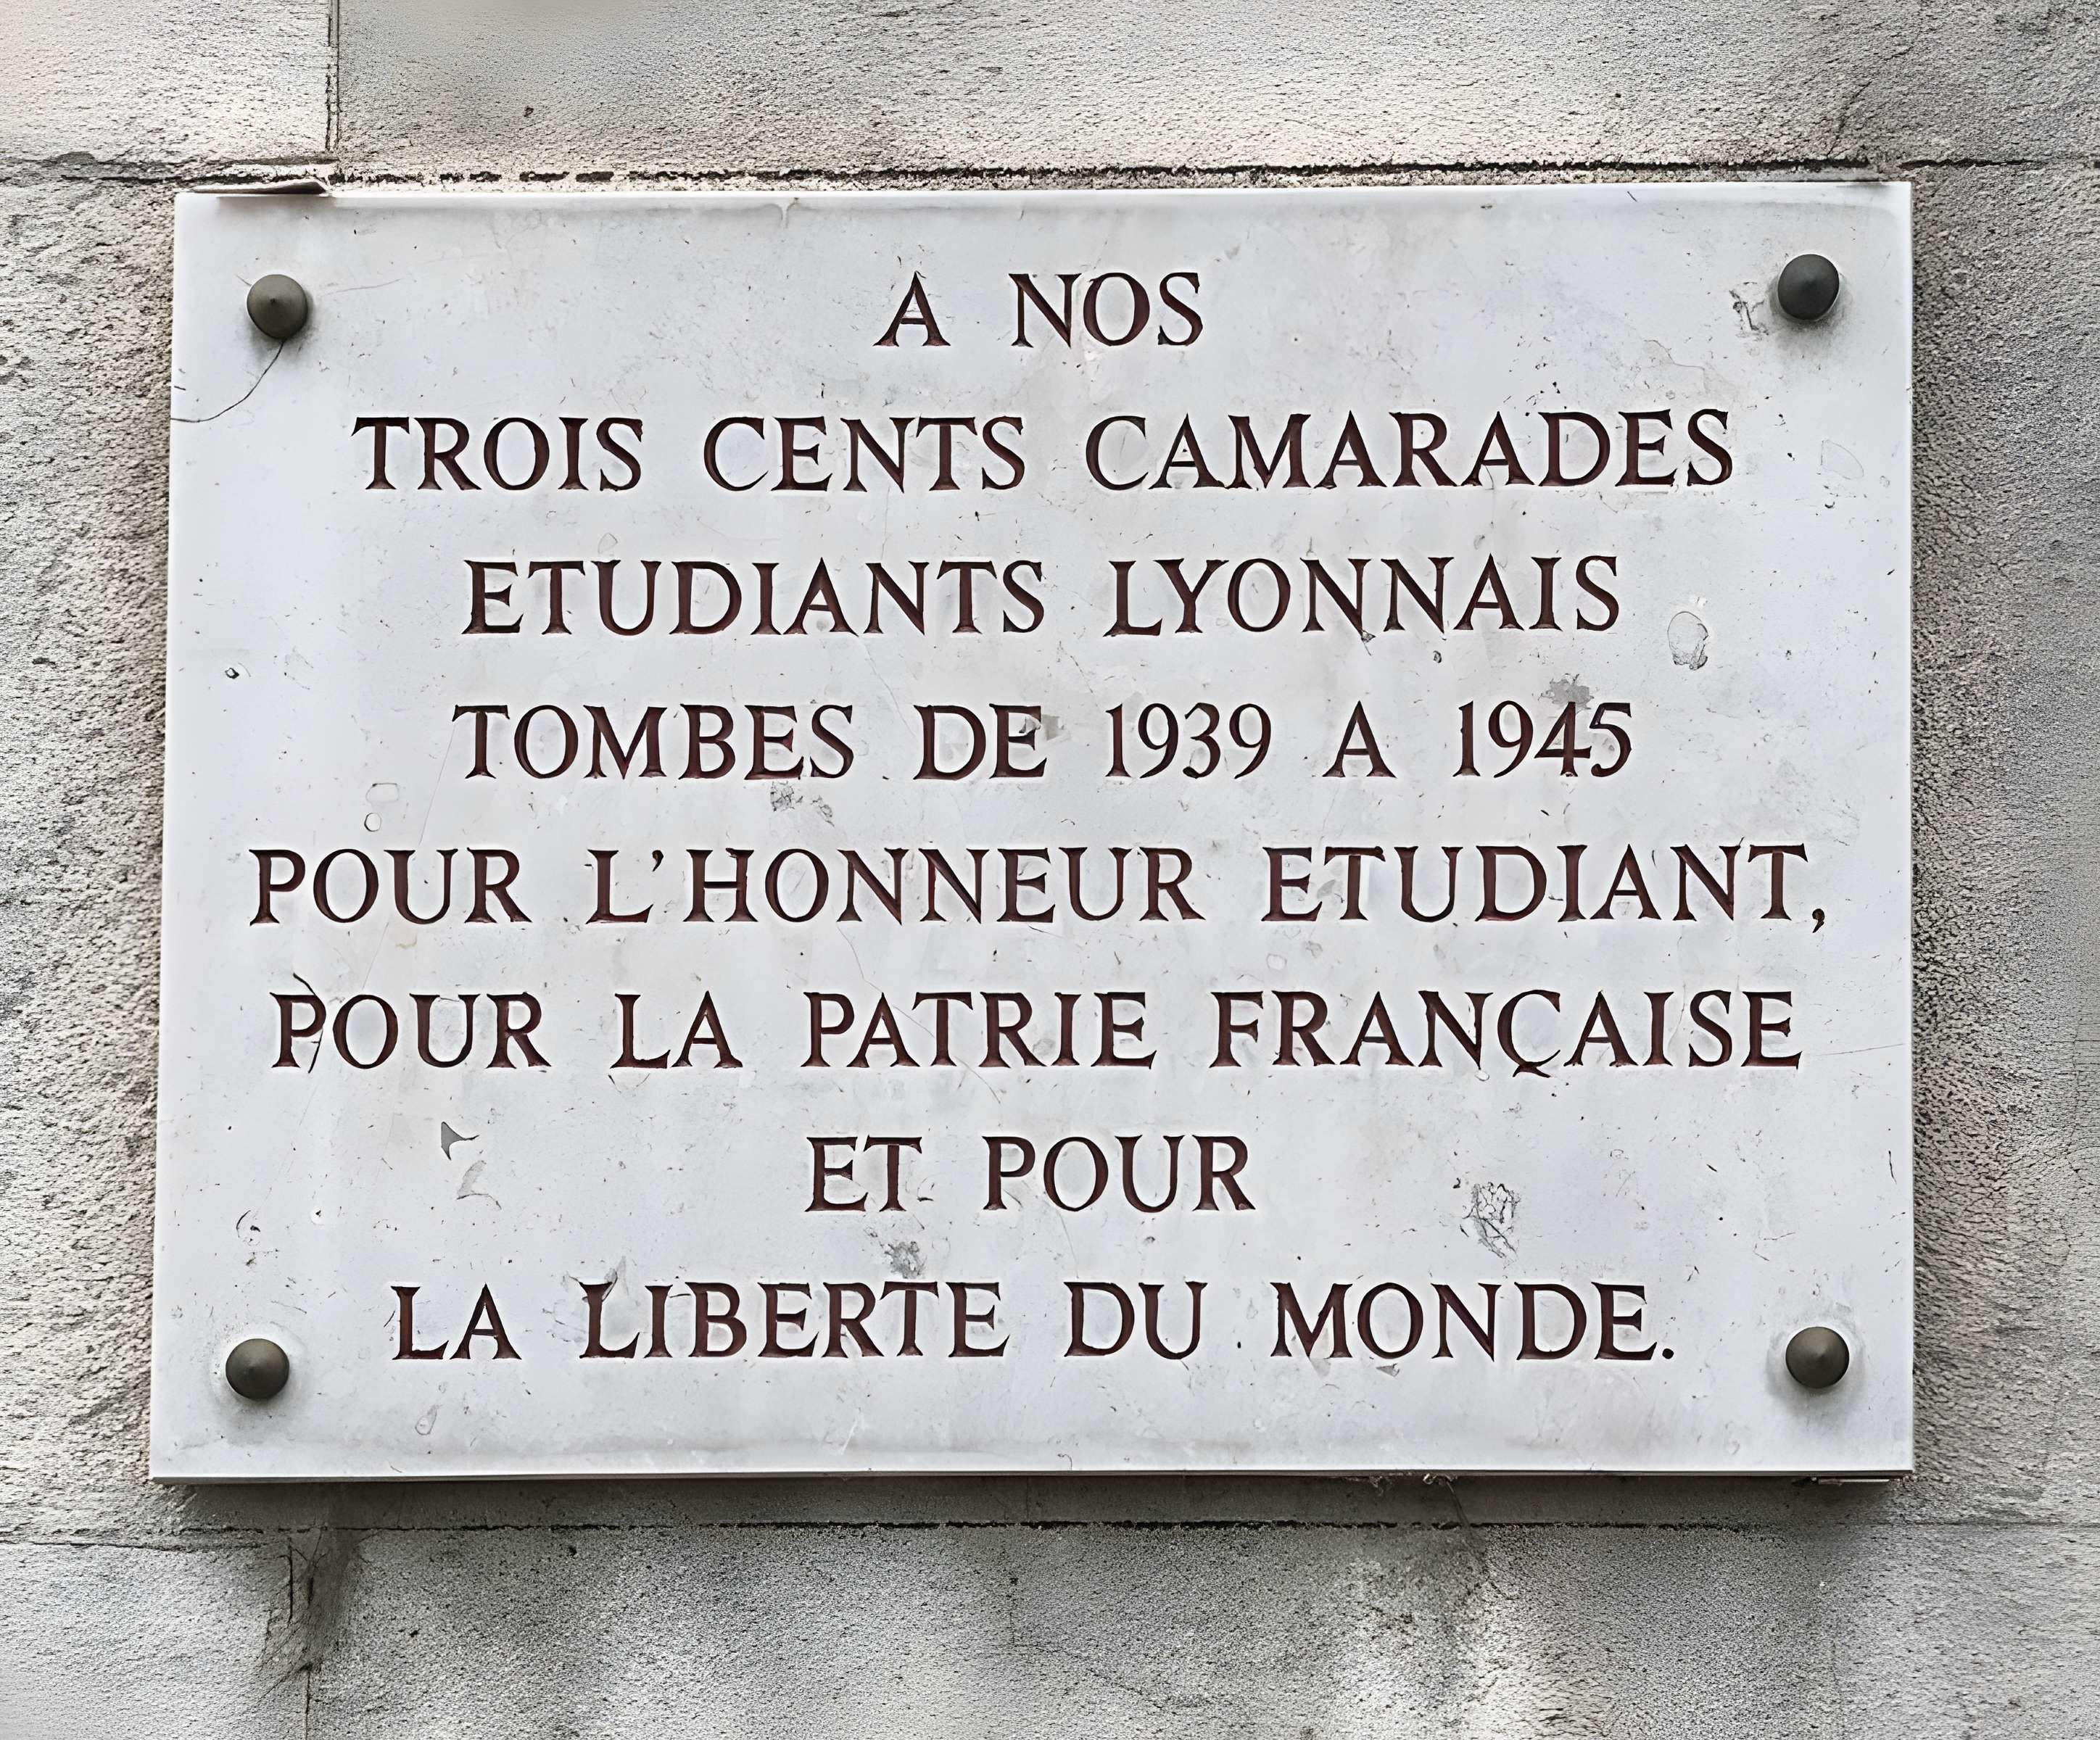 A NOS
TROIS CENTS CAMARADES
ETUDIANTS LYONNAIS
TOMBES DE 1939 A 1945
POUR L'HONNEUR ETUDIANT,
POUR LA PATRIE FRANÇAISE
ET POUR
LA LIBERTE DU MONDE.